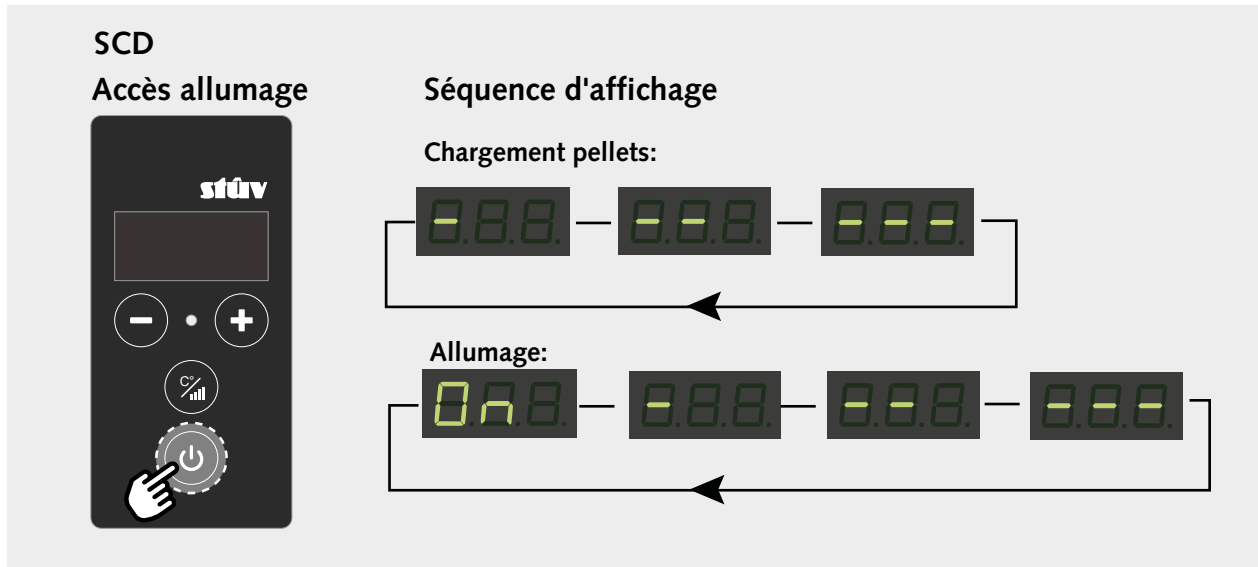 SCD
Accès allumage
Séquence d'affichage
stûv
C°
Chargement pellets:
-
--
---
Allumage:
On
-
--
---